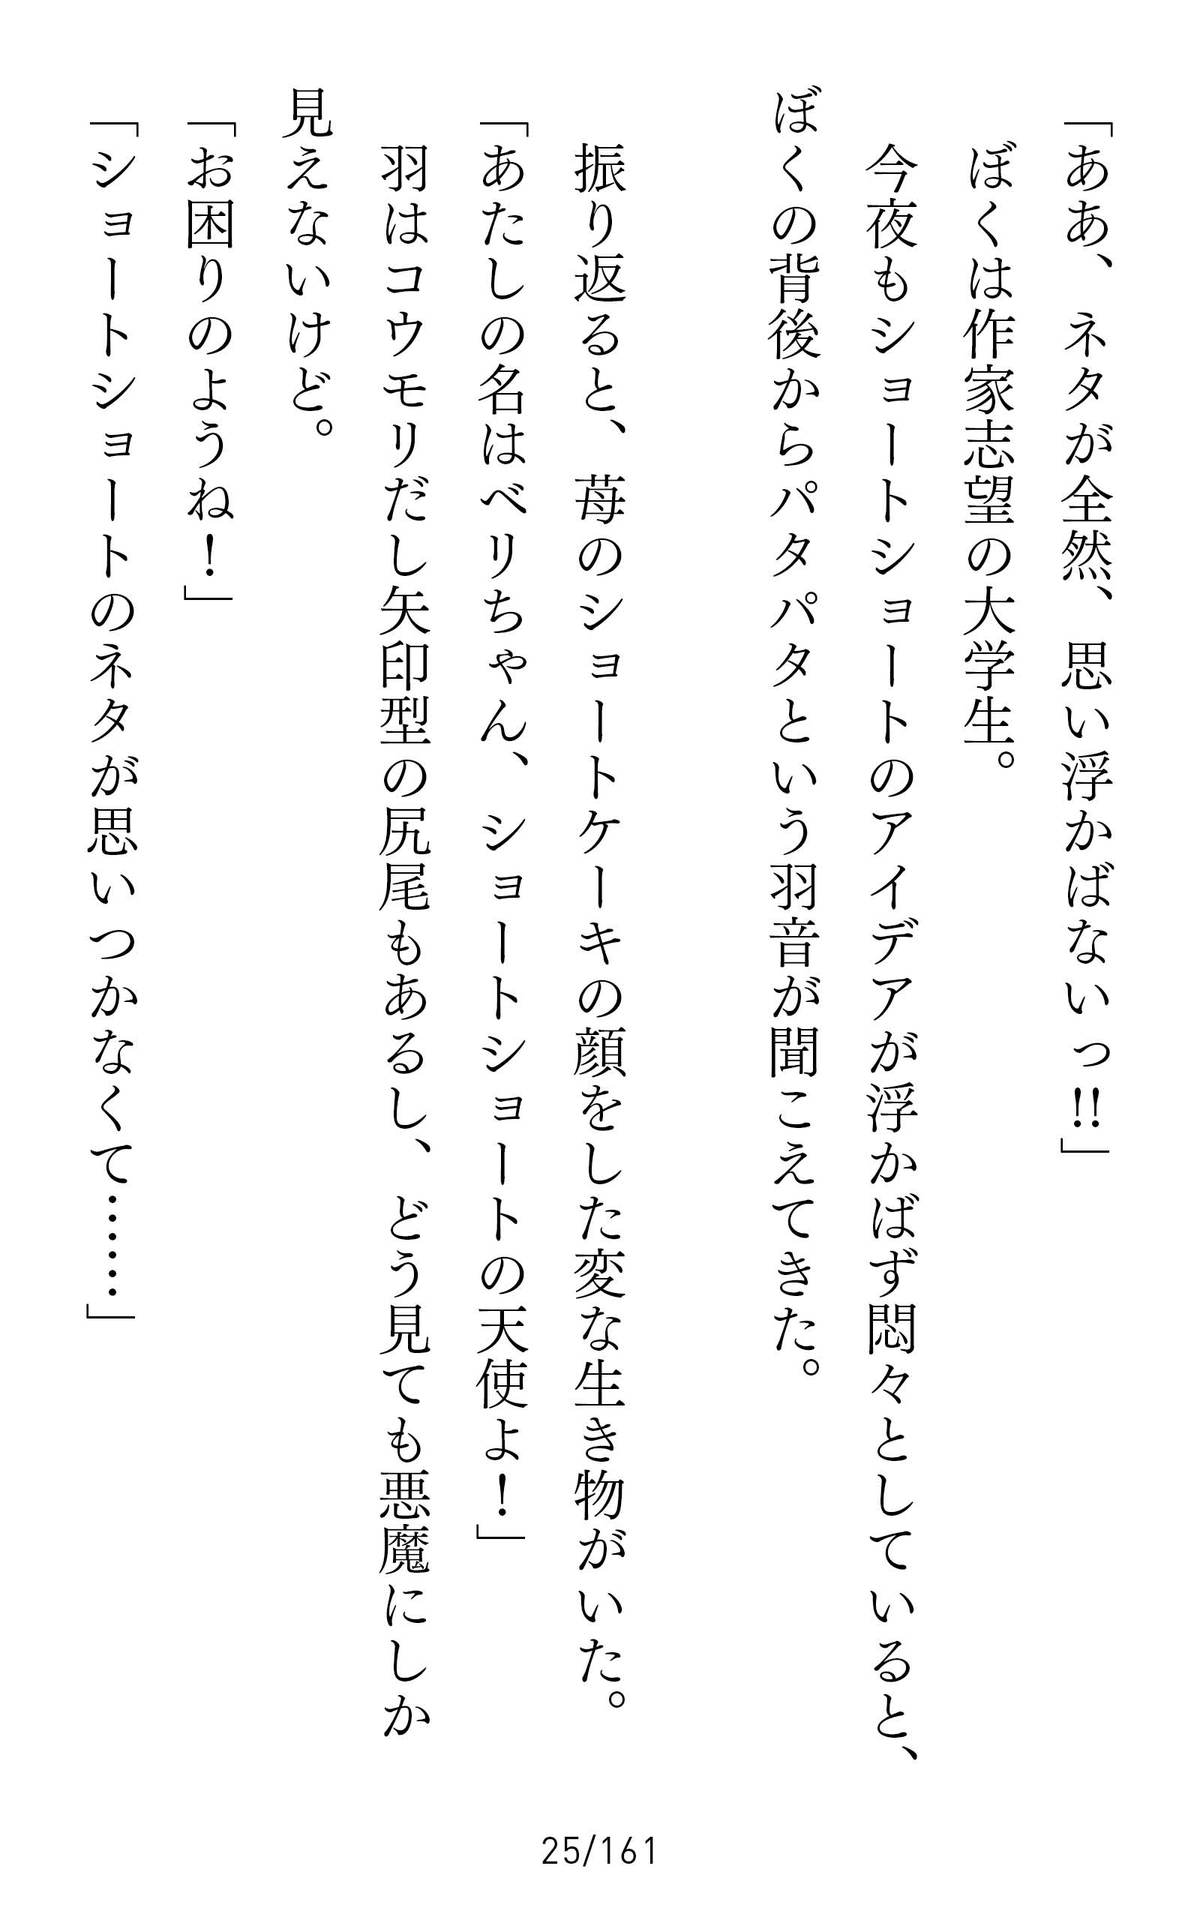 「ああ、ネタが全然、思い浮かばないっ!!」
ぼくは作家志望の大学生。
今夜もショートショートのアイデアが浮かばず悶々としていると、
ぼくの背後からパタパタという羽音が聞こえてきた。
振り返ると、苺のショートケーキの顔をした変な生き物がいた。
「あたしの名はベリちゃん、ショートショートの天使よ！」
羽はコウモリだし矢印型の尻尾もあるし、どう見ても悪魔にしか
見えないけど。
「お困りのようね！」
「ショートショートのネタが思いつかなくて……」
25/161